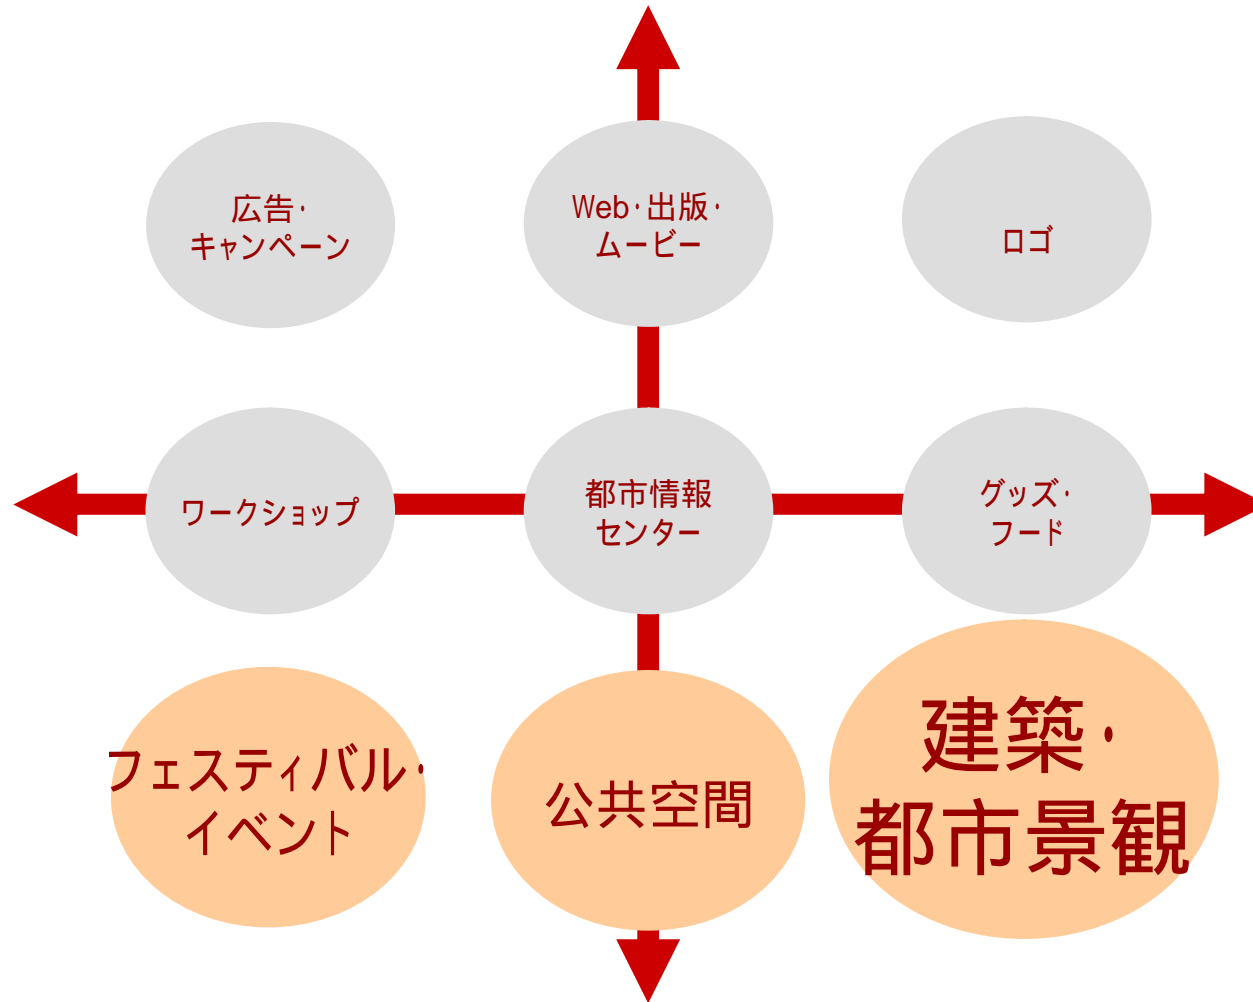 広告・
キャンペーン
Web・出版・
ムービー
ロゴ
ワークショップ
都市情報
センター
グッズ・
フード
フェスティバル・
イベント
公共空間
建築・
都市景観